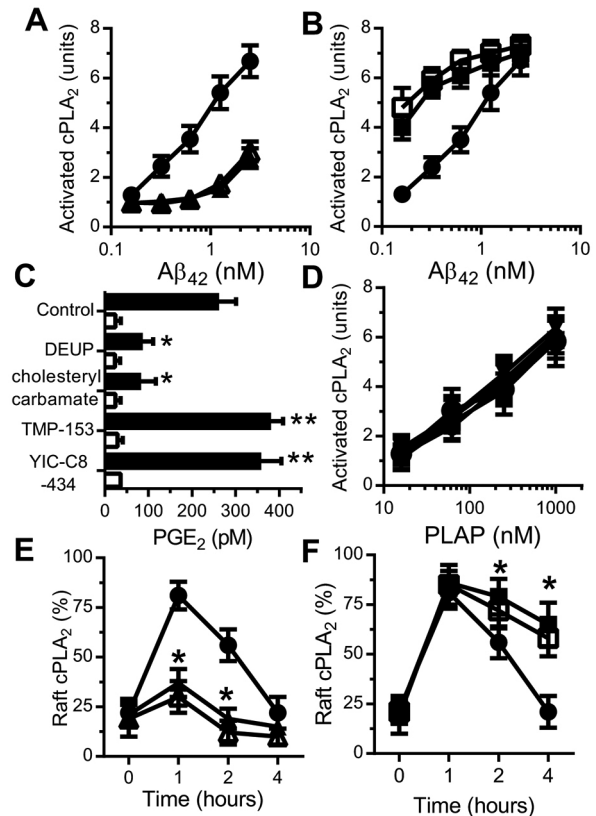 A
Activated cPLA2 (units)
8
6
4
2
0
0.1
1
10
Aβ42 (nM)
B
Activated cPLA2 (units)
8
6
4
2
0
0.1
1
10
Aβ42 (nM)
C
Control
DEUP
cholesteryl
carbamate
TMP-153
YIC-C8
-434
*
*
**
**
0
100
200
300
400
PGE2 (pM)
D
Activated cPLA2 (units)
8
6
4
2
0
10
100
1000
PLAP (nM)
E
Raft cPLA2 (%)
100
75
50
25
0
*
*
0
1
2
4
Time (hours)
F
Raft cPLA2 (%)
100
75
50
25
0
*
*
0
1
2
4
Time (hours)